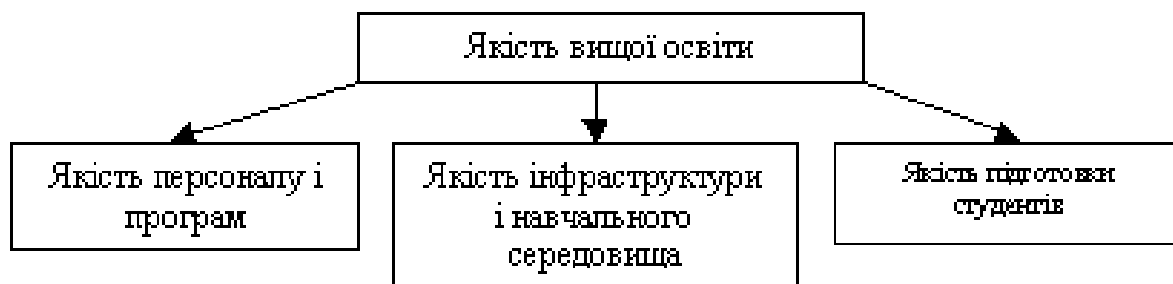 Якість вищої освіти
Якість персоналу і
програм
Якість інфраструктури
і навчального
середовища
Якість підготовки
студентів